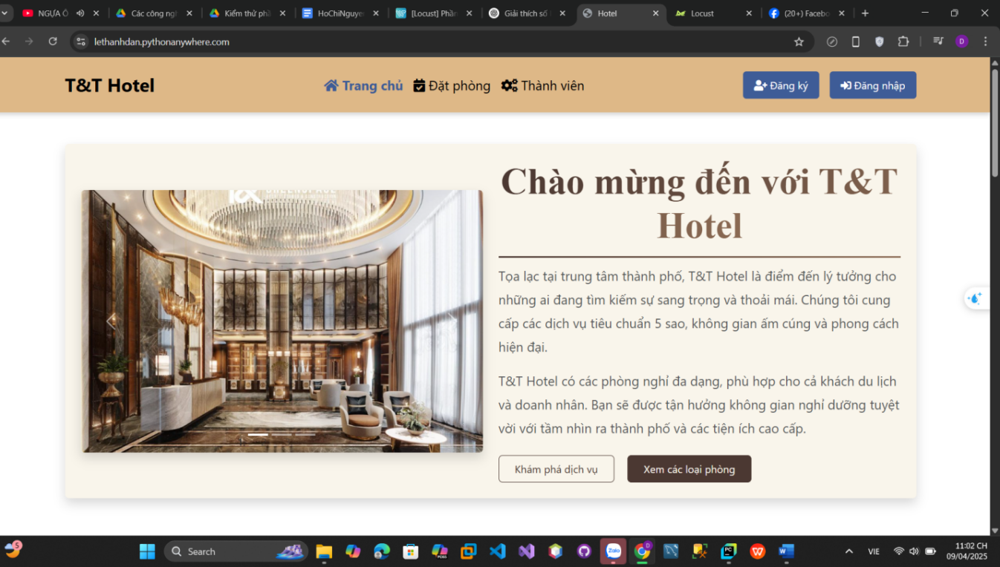 NGỰA Ô
Các công ngh
Kiểm thử ph
HoChiNguyen
[Locust] Phân
Giải thích số
Hotel
Locust
(20+) Facebo
lethanhdan.pythonanywhere.com
D
T&T Hotel
Trang chủ
Đặt phòng
Thành viên
Đăng ký
Đăng nhập
Chào mừng đến với T&T
Hotel
Tọa lạc tại trung tâm thành phố, T&T Hotel là điểm đến lý tưởng cho
những ai đang tìm kiếm sự sang trọng và thoải mái. Chúng tôi cung
cấp các dịch vụ tiêu chuẩn 5 sao, không gian ấm cúng và phong cách
hiện đại.
T&T Hotel có các phòng nghỉ đa dạng, phù hợp cho cả khách du lịch
và doanh nhân. Bạn sẽ được tận hưởng không gian nghỉ dưỡng tuyệt
vời với tầm nhìn ra thành phố và các tiện ích cao cấp.
Khám phá dịch vụ
Xem các loại phòng
5
Search
Zalo
D
PC
W
VIE
11:02 CH
09/04/2025